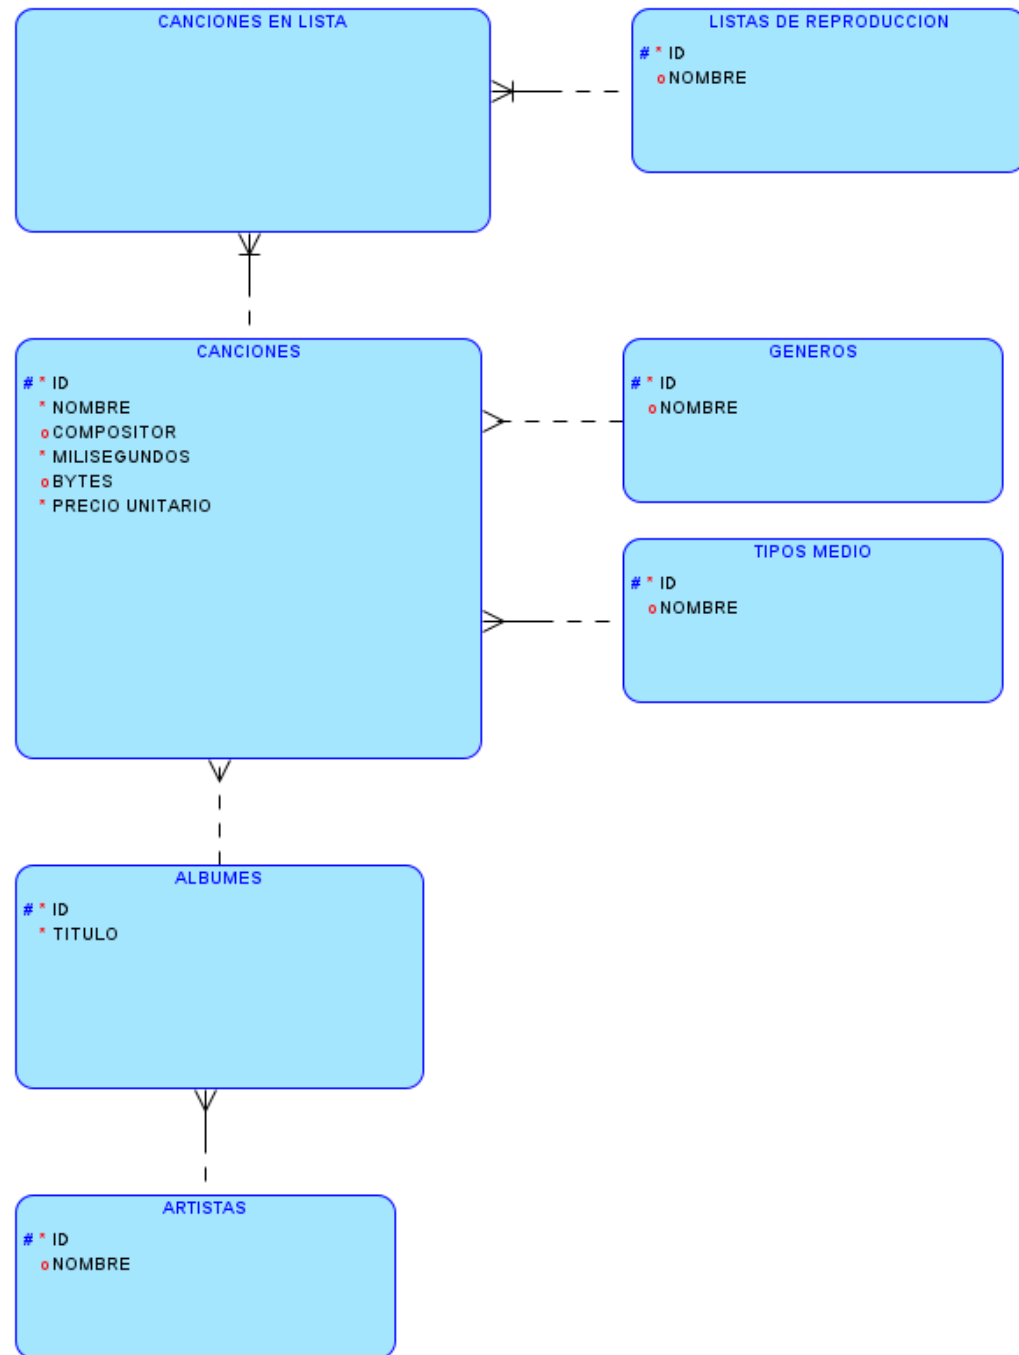 CANCIONES EN LISTA
LISTAS DE REPRODUCCION
# * ID
o NOMBRE
CANCIONES
# * ID
* NOMBRE
o COMPOSITOR
* MILISEGUNDOS
o BYTES
* PRECIO UNITARIO
GENEROS
# * ID
o NOMBRE
TIPOS MEDIO
# * ID
o NOMBRE
ALBUMES
# * ID
* TITULO
ARTISTAS
# * ID
o NOMBRE